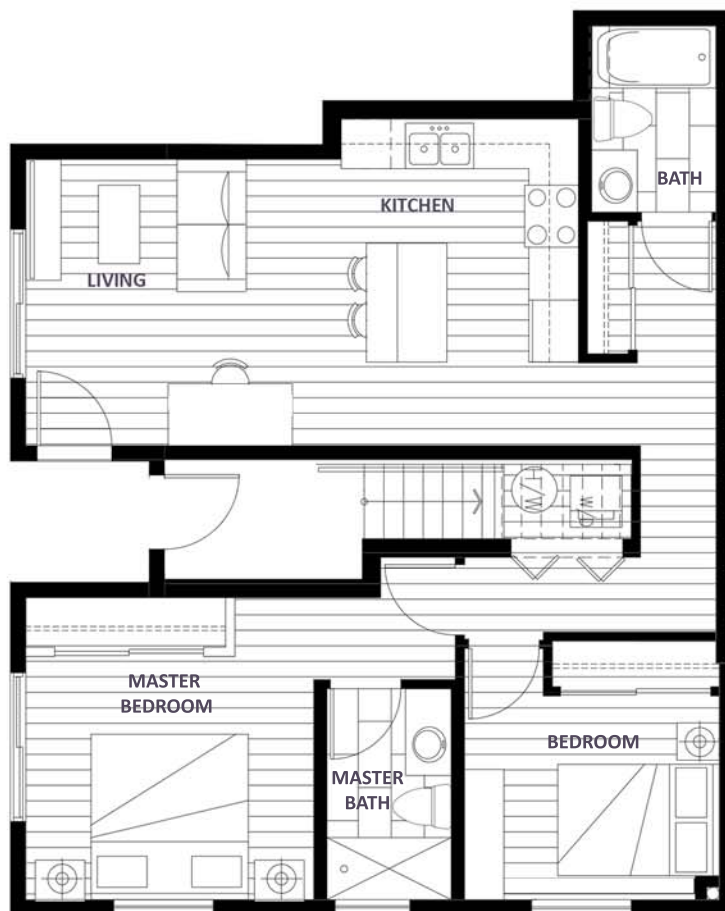 BATH
KITCHEN
LIVING
W/H
W/D
MASTER
BEDROOM
BEDROOM
MASTER
BATH